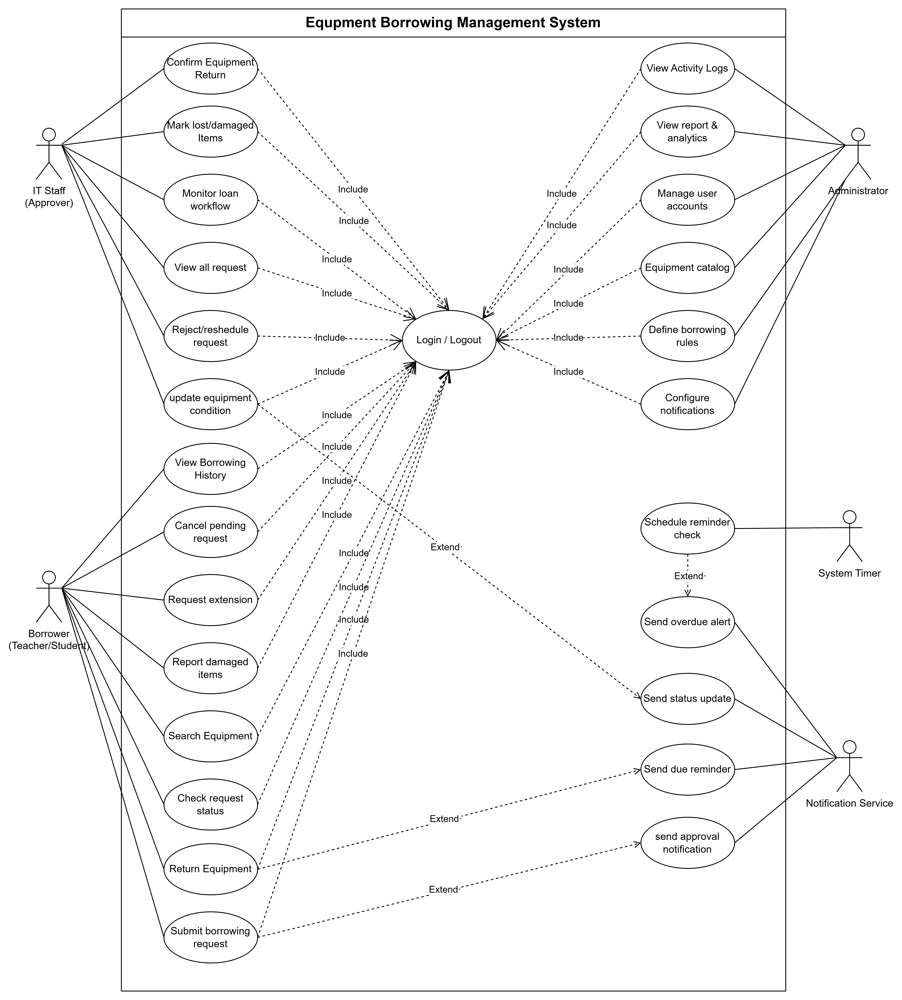 Equpment Borrowing Management System
Confirm Equipment
Return
Mark lost/damaged
Items
Monitor loan
workflow
View all request
Reject/reshedule
request
update equipment
condition
View Borrowing
History
Cancel pending
request
Request extension
Report damaged
items
Search Equipment
Check request
status
Return Equipment
Submit borrowing
request
IT Staff
(Approver)
Borrower
(Teacher/Student)
Include
Include
Include
Include
Include
Include
Include
Include
Include
Include
Include
Include
Include
Include
Login / Logout
Extend
Extend
Extend
Include
Include
Include
Include
Include
Include
View Activity Logs
View report &
analytics
Manage user
accounts
Equipment catalog
Define borrowing
rules
Configure
notifications
Schedule reminder
check
Extend
Send overdue alert
Send status update
Send due reminder
send approval
notification
Administrator
System Timer
Notification Service